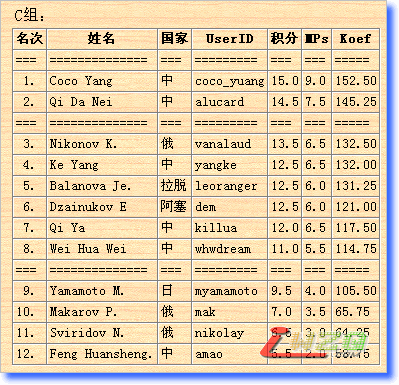 C组：
名次 姓名 国家 UserID 积分 MPs Koef
=== ============== === ========= ==== === ======
1. Coco Yang 中 coco_yuang 15.0 9.0 152.50
2. Qi Da Nei 中 alucard 14.5 7.5 145.25
=== ============== === ========= ==== === ======
3. Nikonov K. 俄 vanalaud 13.5 6.5 132.50
4. Ke Yang 中 yangke 12.5 6.5 132.00
5. Balanova Je. 拉脱 leoranger 12.5 6.0 131.25
6. Dzainukov E 阿塞 dem 12.5 6.0 121.00
7. Qi Ya 中 killua 12.0 6.5 117.50
8. Wei Hua Wei 中 whwdream 11.0 5.5 114.75
=== ============== === ========= ==== === ======
9. Yamamoto M. 日 myamamoto 9.5 4.0 105.50
10. Makarov P. 俄 mak 7.0 3.5 65.75
11. Sviridov N. 俄 nikolay 3.0 64.25
12. Feng Huansheng. 中 amao 2.0 58.75